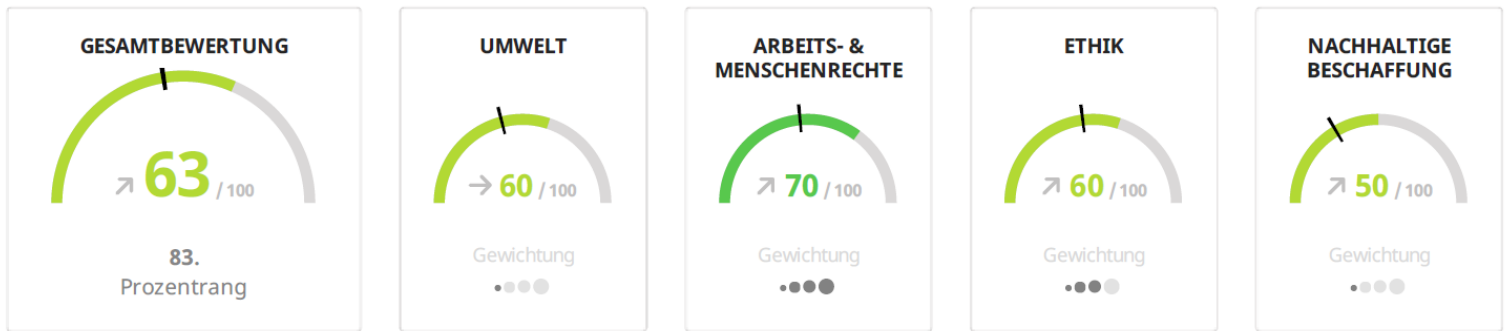 GESAMTBEWERTUNG
63 / 100
83.
Prozentrang
UMWELT
60 / 100
Gewichtung
ARBEITS- &
MENSCHENRECHTE
70 / 100
Gewichtung
ETHIK
60 / 100
Gewichtung
NACHHALTIGE
BESCHAFFUNG
50 / 100
Gewichtung